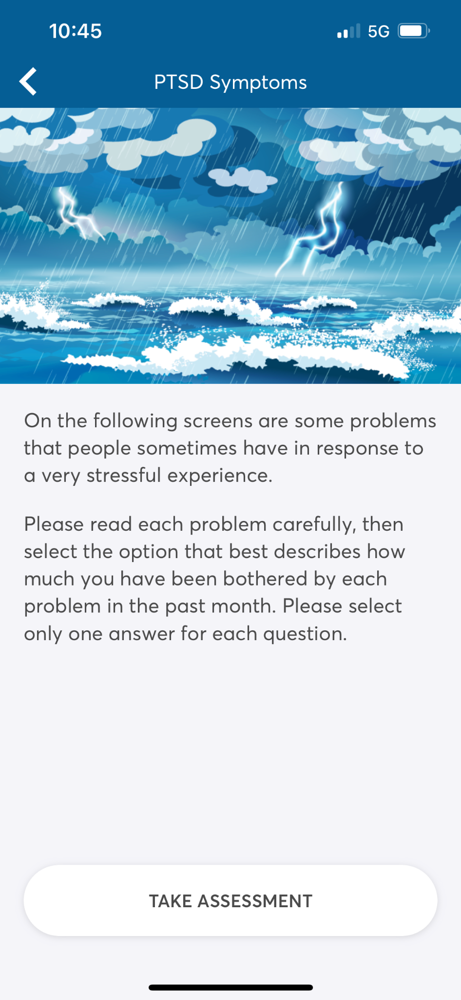 10:45
5G
PTSD Symptoms
On the following screens are some problems
that people sometimes have in response to
a very stressful experience.
Please read each problem carefully, then
select the option that best describes how
much you have been bothered by each
problem in the past month. Please select
only one answer for each question.
TAKE ASSESSMENT